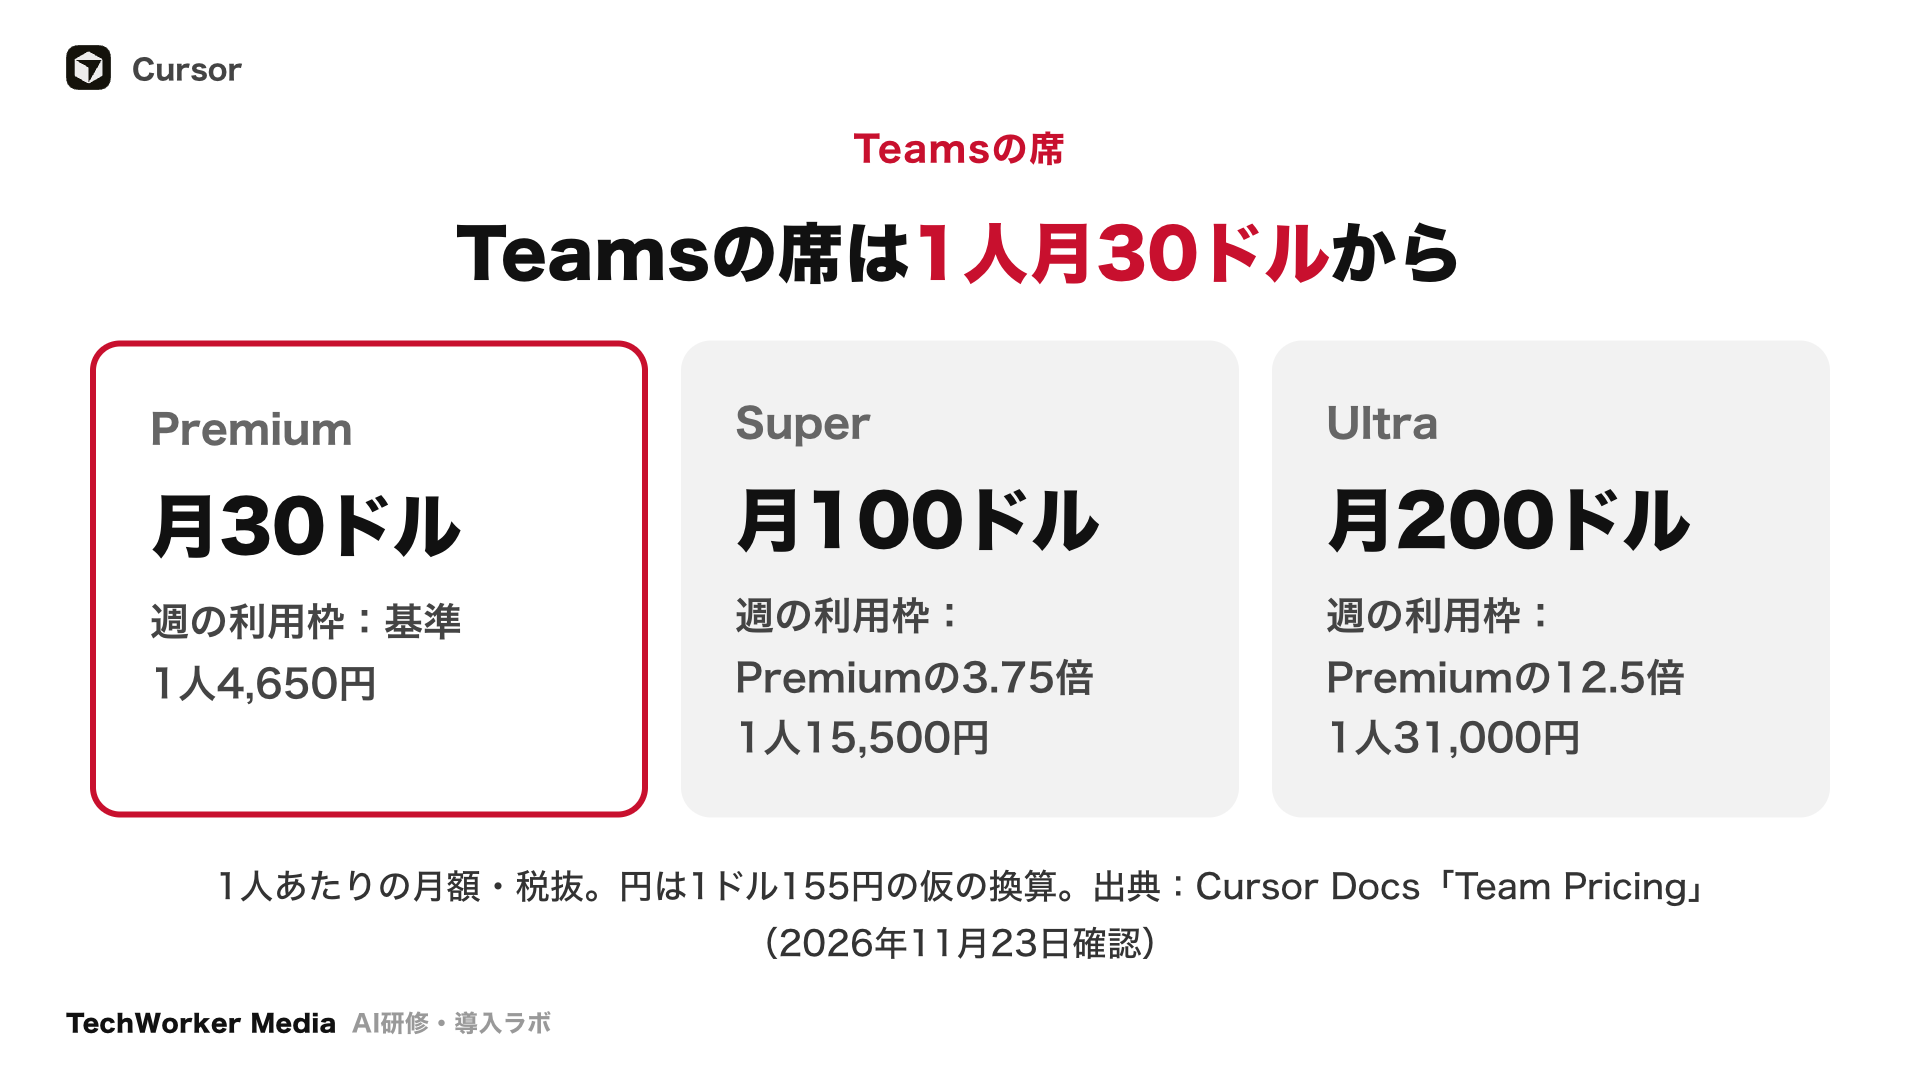 Cursor
Teamsの席
Teamsの席は1人月30ドルから
Premium
月30ドル
週の利用枠：基準
1人4,650円
Super
月100ドル
週の利用枠：
Premiumの3.75倍
1人15,500円
Ultra
月200ドル
週の利用枠：
Premiumの12.5倍
1人31,000円
1人あたりの月額・税抜。円は1ドル155円の仮の換算。出典：Cursor Docs「Team Pricing」
（2026年11月23日確認）
TechWorker Media AI研修・導入ラボ